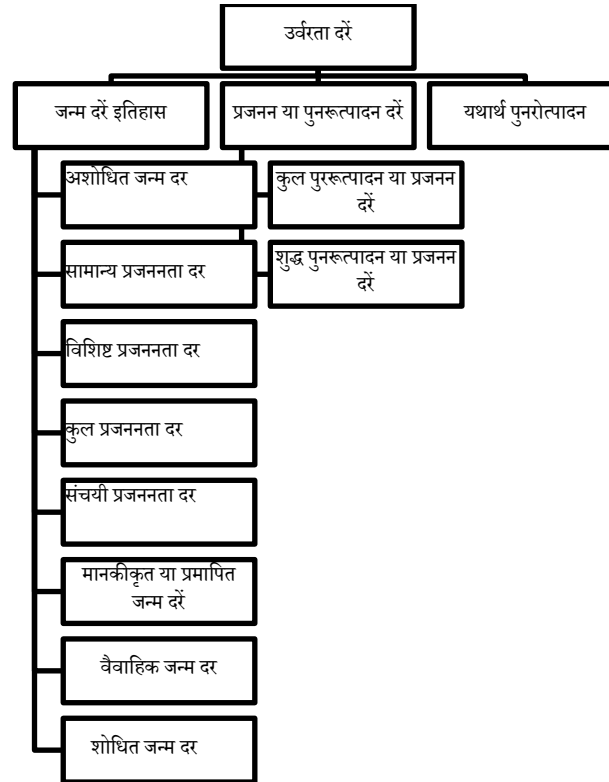 उर्वरता दरें
जन्म दरें इतिहास
प्रजनन या पुनरूत्पादन दरें
यथार्थ पुनरोत्पादन
अशोधित जन्म दर
सामान्य प्रजननता दर
विशिष्ट प्रजननता दर
कुल प्रजननता दर
संचयी प्रजननता दर
मानकीकृत या प्रमापित
जन्म दरें
वैवाहिक जन्म दर
शोधित जन्म दर
कुल पुररूत्पादन या प्रजनन
दरें
शुद्ध पुनरूत्पादन या प्रजनन
दरें